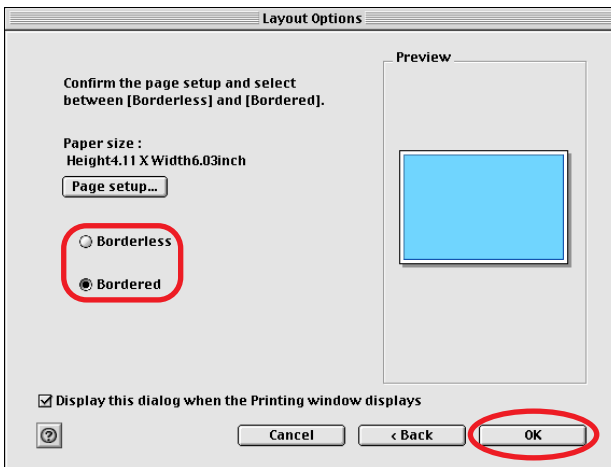 Layout Options
Preview
Confirm the page setup and select
between [Borderless] and [Bordered].
Paper size :
Height4.11 X Width6.03inch
Page setup...
Borderless
Bordered
Display this dialog when the Printing window displays
?
Cancel
‹ Back
OK